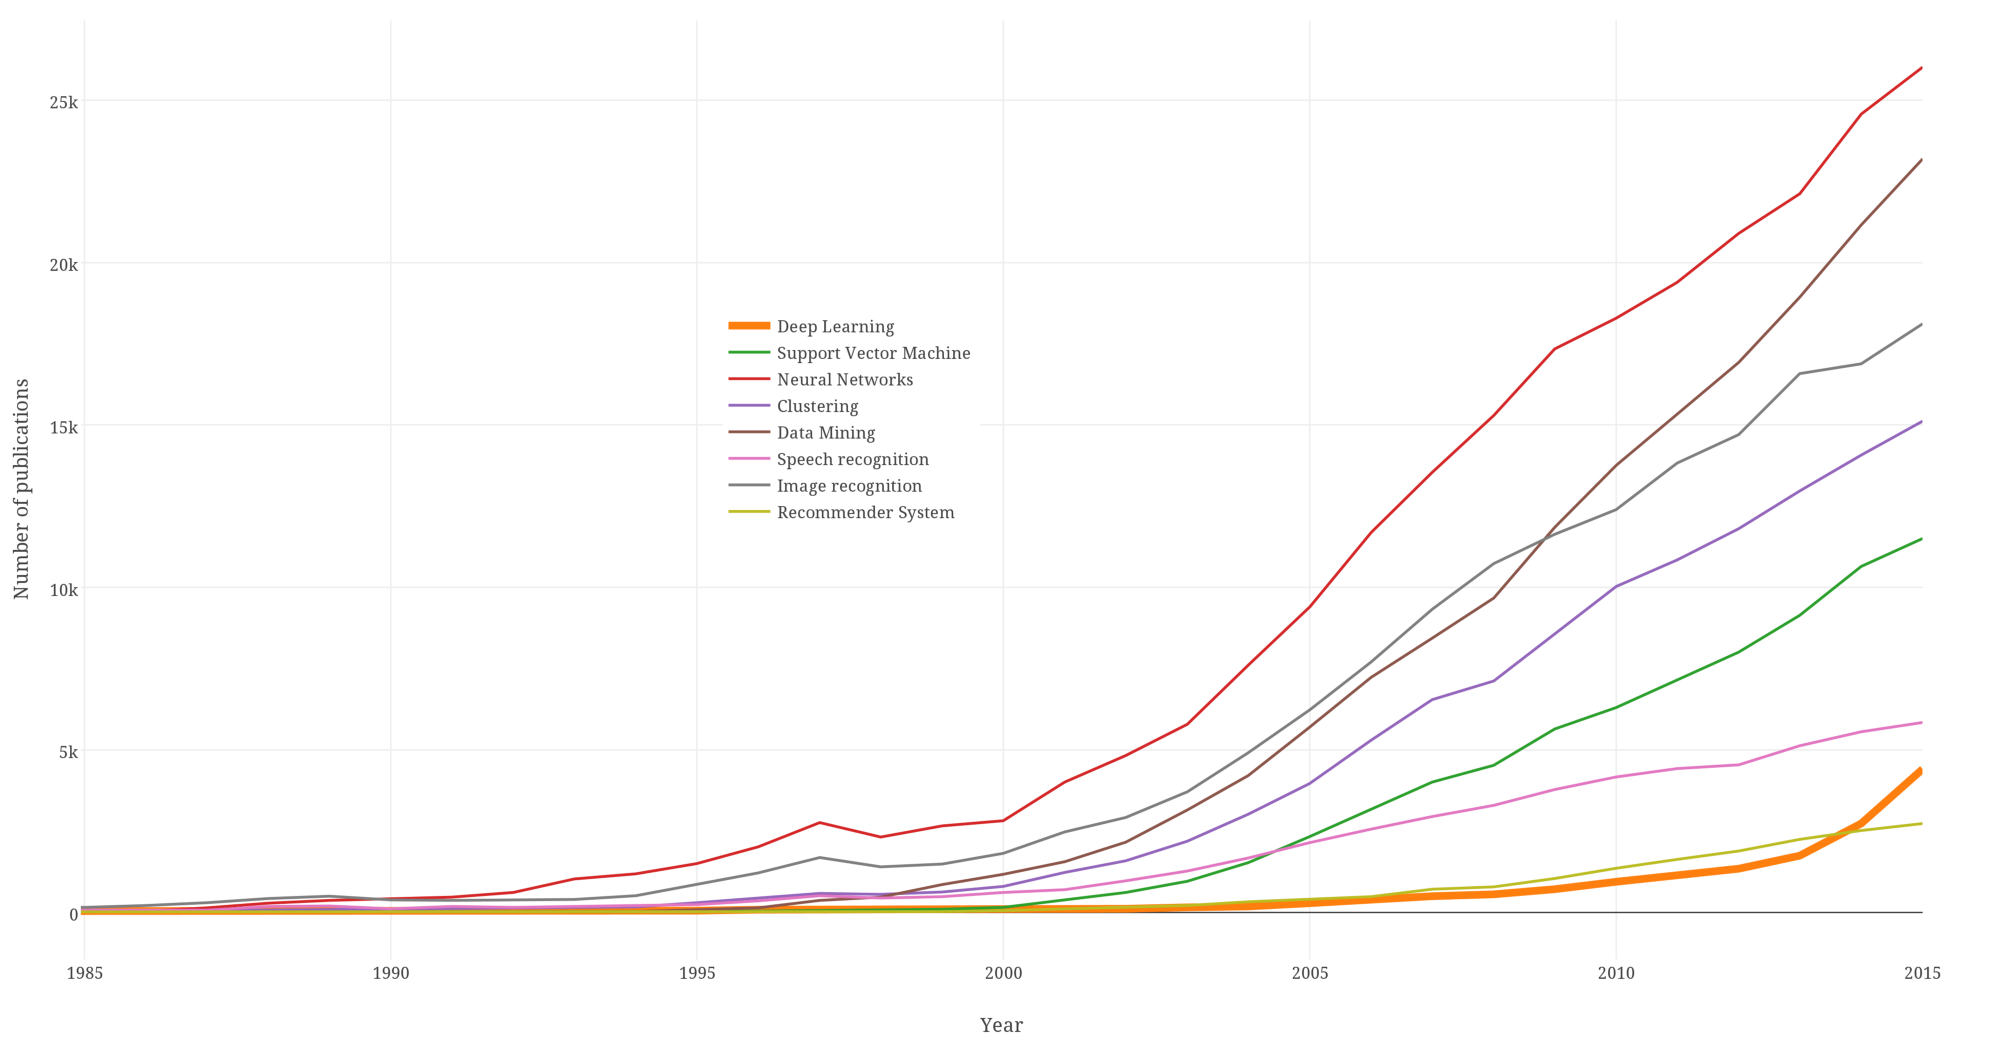 25k
20k
15k
10k
5k
0
Number of publications
Deep Learning
Support Vector Machine
Neural Networks
Clustering
Data Mining
Speech recognition
Image recognition
Recommender System
1985 1990 1995 2000 2005 2010 2015
Year